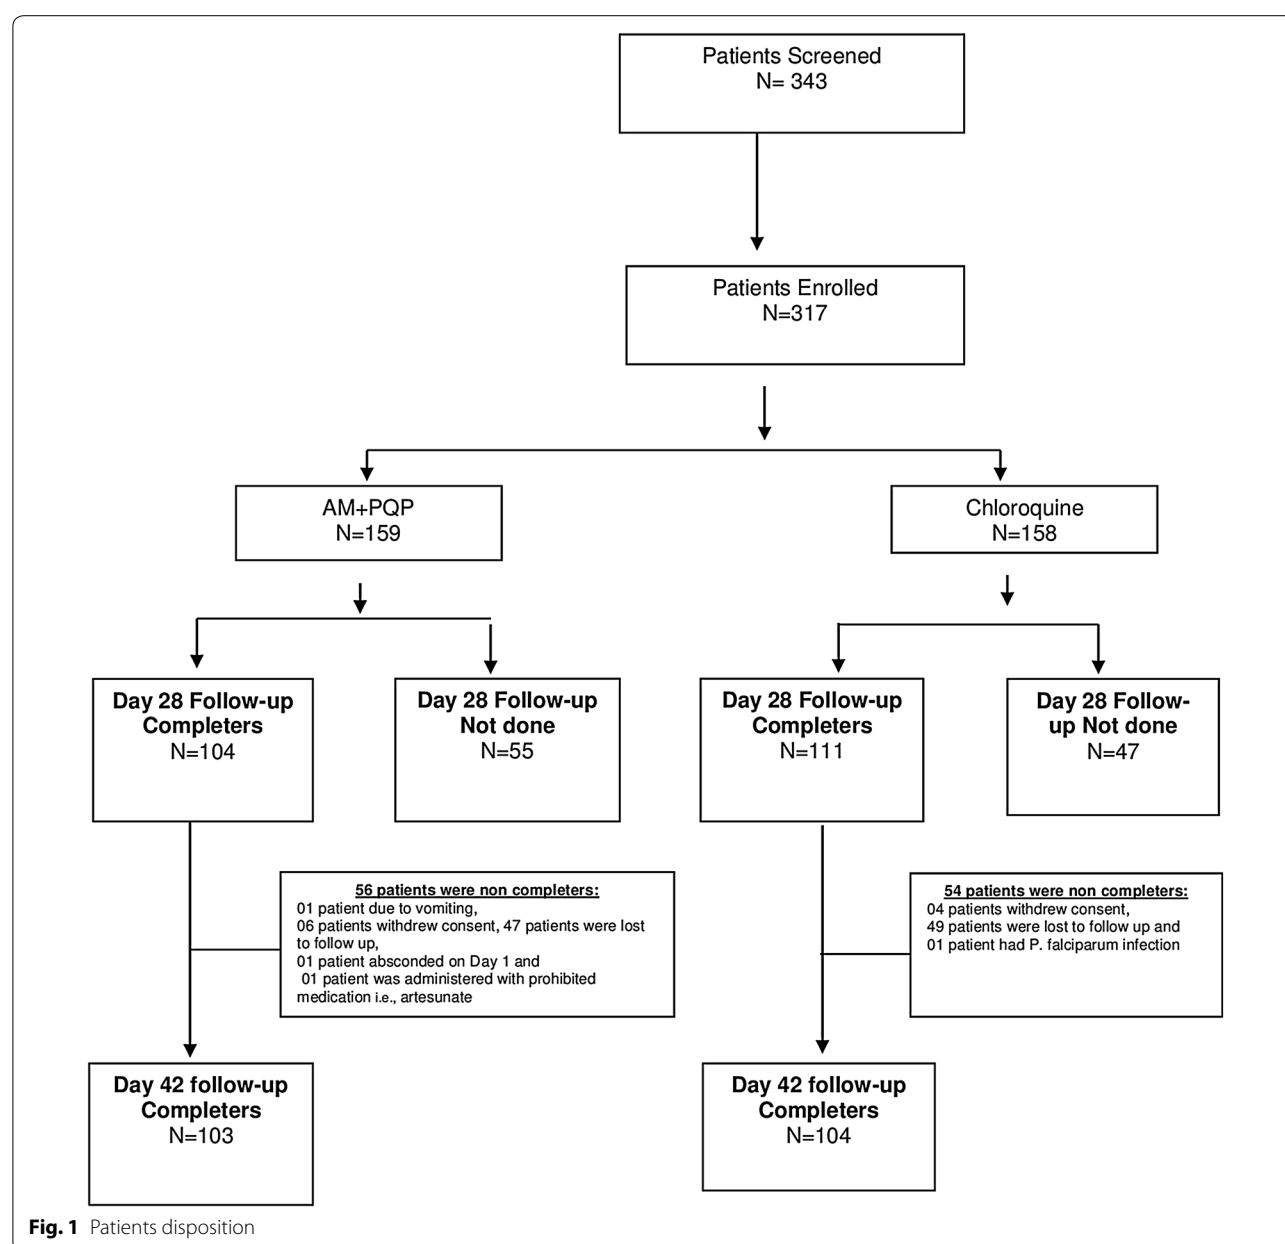 Patients Screened
N= 343
Patients Enrolled
N=317
AM+PQP
N=159
Chloroquine
N=158
Day 28 Follow-up
Completers
N=104
Day 28 Follow-up
Not done
N=55
Day 28 Follow-up
Completers
N=111
Day 28 Follow-
up Not done
N=47
56 patients were non completers:
01 patient due to vomiting,
06 patients withdrew consent, 47 patients were lost
to follow up,
01 patient absconded on Day 1 and
01 patient was administered with prohibited
medication i.e., artesunate
54 patients were non completers:
04 patients withdrew consent,
49 patients were lost to follow up and
01 patient had P. falciparum infection
Day 42 follow-up
Completers
N=103
Day 42 follow-up
Completers
N=104
Fig. 1 Patients disposition